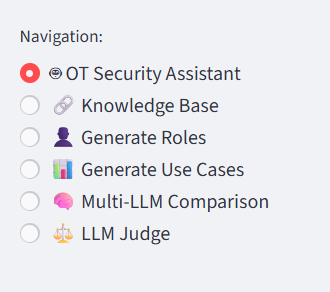 Navigation:
OT Security Assistant
Knowledge Base
Generate Roles
Generate Use Cases
Multi-LLM Comparison
LLM Judge